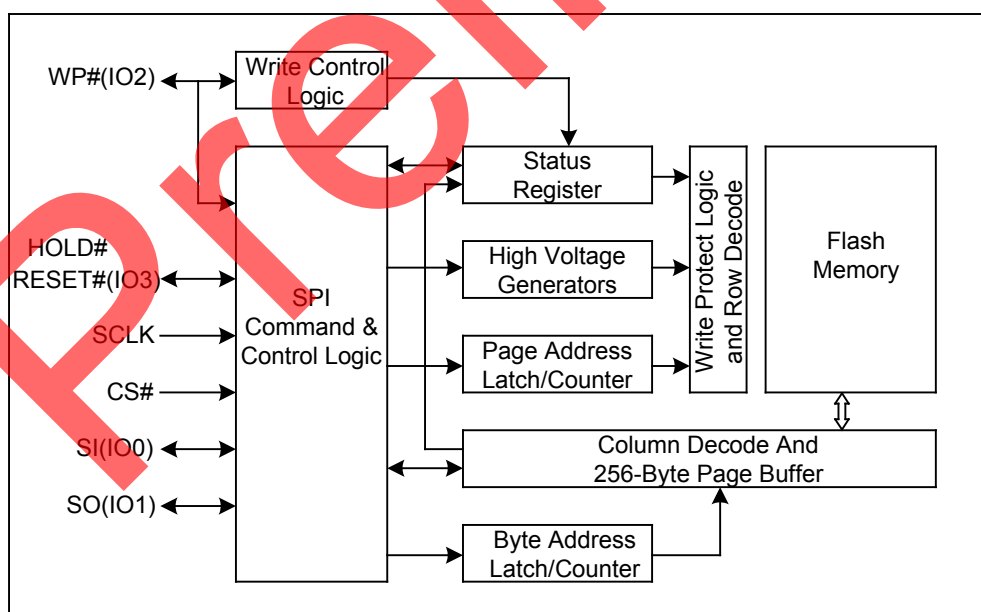 WP#(IO2)
Write Control
Logic
Status
Register
Write Protect Logic
and Row Decode
Flash
Memory
HOLD#
RESET#(IO3)
High Voltage
Generators
SPI
Command &
Control Logic
SCLK
Page Address
Latch/Counter
CS#
SI(IO0)
Column Decode And
256-Byte Page Buffer
SO(IO1)
Byte Address
Latch/Counter
Prem